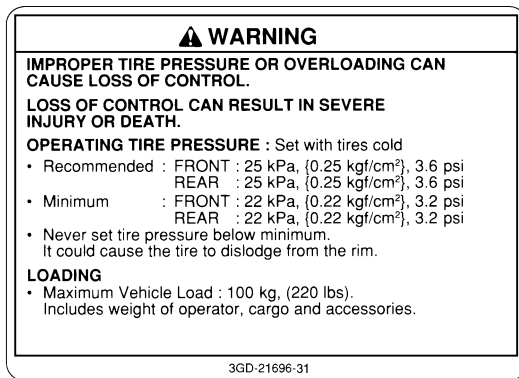 ⚠ WARNING
IMPROPER TIRE PRESSURE OR OVERLOADING CAN
CAUSE LOSS OF CONTROL.
LOSS OF CONTROL CAN RESULT IN SEVERE
INJURY OR DEATH.
OPERATING TIRE PRESSURE : Set with tires cold
• Recommended : FRONT : 25 kPa, {0.25 kgf/cm²}, 3.6 psi
REAR : 25 kPa, {0.25 kgf/cm²}, 3.6 psi
• Minimum : FRONT : 22 kPa, {0.22 kgf/cm²}, 3.2 psi
REAR : 22 kPa, {0.22 kgf/cm²}, 3.2 psi
• Never set tire pressure below minimum.
It could cause the tire to dislodge from the rim.
LOADING
• Maximum Vehicle Load : 100 kg, (220 lbs).
Includes weight of operator, cargo and accessories.
3GD-21696-31